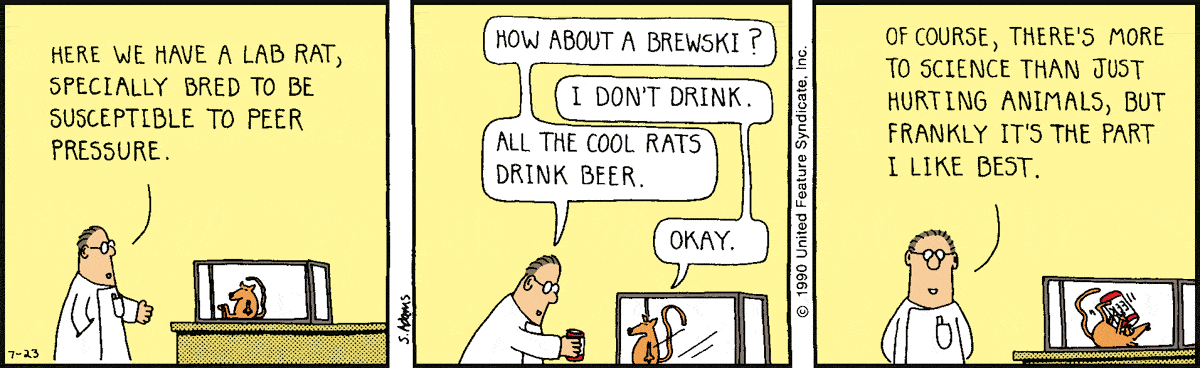 HERE WE HAVE A LAB RAT,
SPECIALLY BRED TO BE
SUSCEPTIBLE TO PEER
PRESSURE.
7-23
HOW ABOUT A BREWSKI?
I DON'T DRINK.
ALL THE COOL RATS
DRINK BEER.
OKAY.
S. Adams
© 1990 United Feature Syndicate, Inc.
OF COURSE, THERE'S MORE
TO SCIENCE THAN JUST
HURTING ANIMALS, BUT
FRANKLY IT'S THE PART
I LIKE BEST.